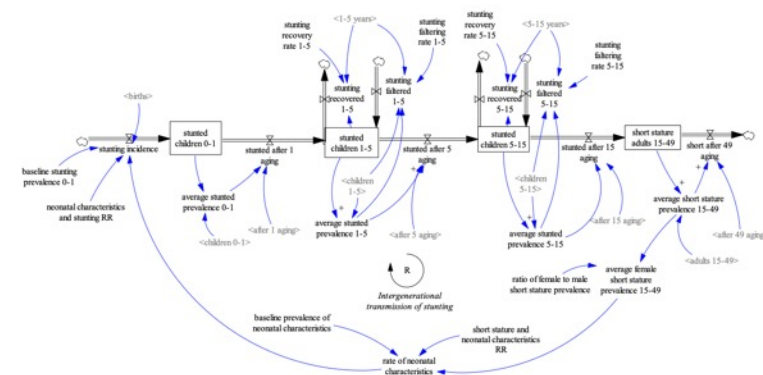 stunting
recovery
rate 1-5
<1-5 years>
stunting
faltering
rate 1-5
stunting
recovery
rate 5-15
<5-15 years>
stunting
faltering
rate 5-15
stunting
recovered
1-5
stunting
faltered
1-5
stunting
recovered
5-15
stunting
faltered
5-15
<births>
stunting incidence
stunted
children 0-1
stunted after 1
aging
stunted
children 1-5
stunted after 5
aging
stunted
children 5-15
stunted after 15
aging
short stature
adults 15-49
short after 49
aging
baseline stunting
prevalence 0-1
neonatal characteristics
and stunting RR
average stunted
prevalence 0-1
<children 0-1>
<after 1 aging>
<children
1-5>
+
average stunted
prevalence 1-5
+
<after 5 aging>
<children
5-15>
+
average stunted
prevalence 5-15
<after 15 aging>
+
average short stature
prevalence 15-49
+
<adults 15-49>
<after 49 aging>
R
Intergenerational
transmission of stunting
ratio of female to male
short stature prevalence
average female
short stature
prevalence 15-49
baseline prevalence of
neonatal characteristics
short stature and
neonatal characteristics
RR
rate of neonatal
characteristics